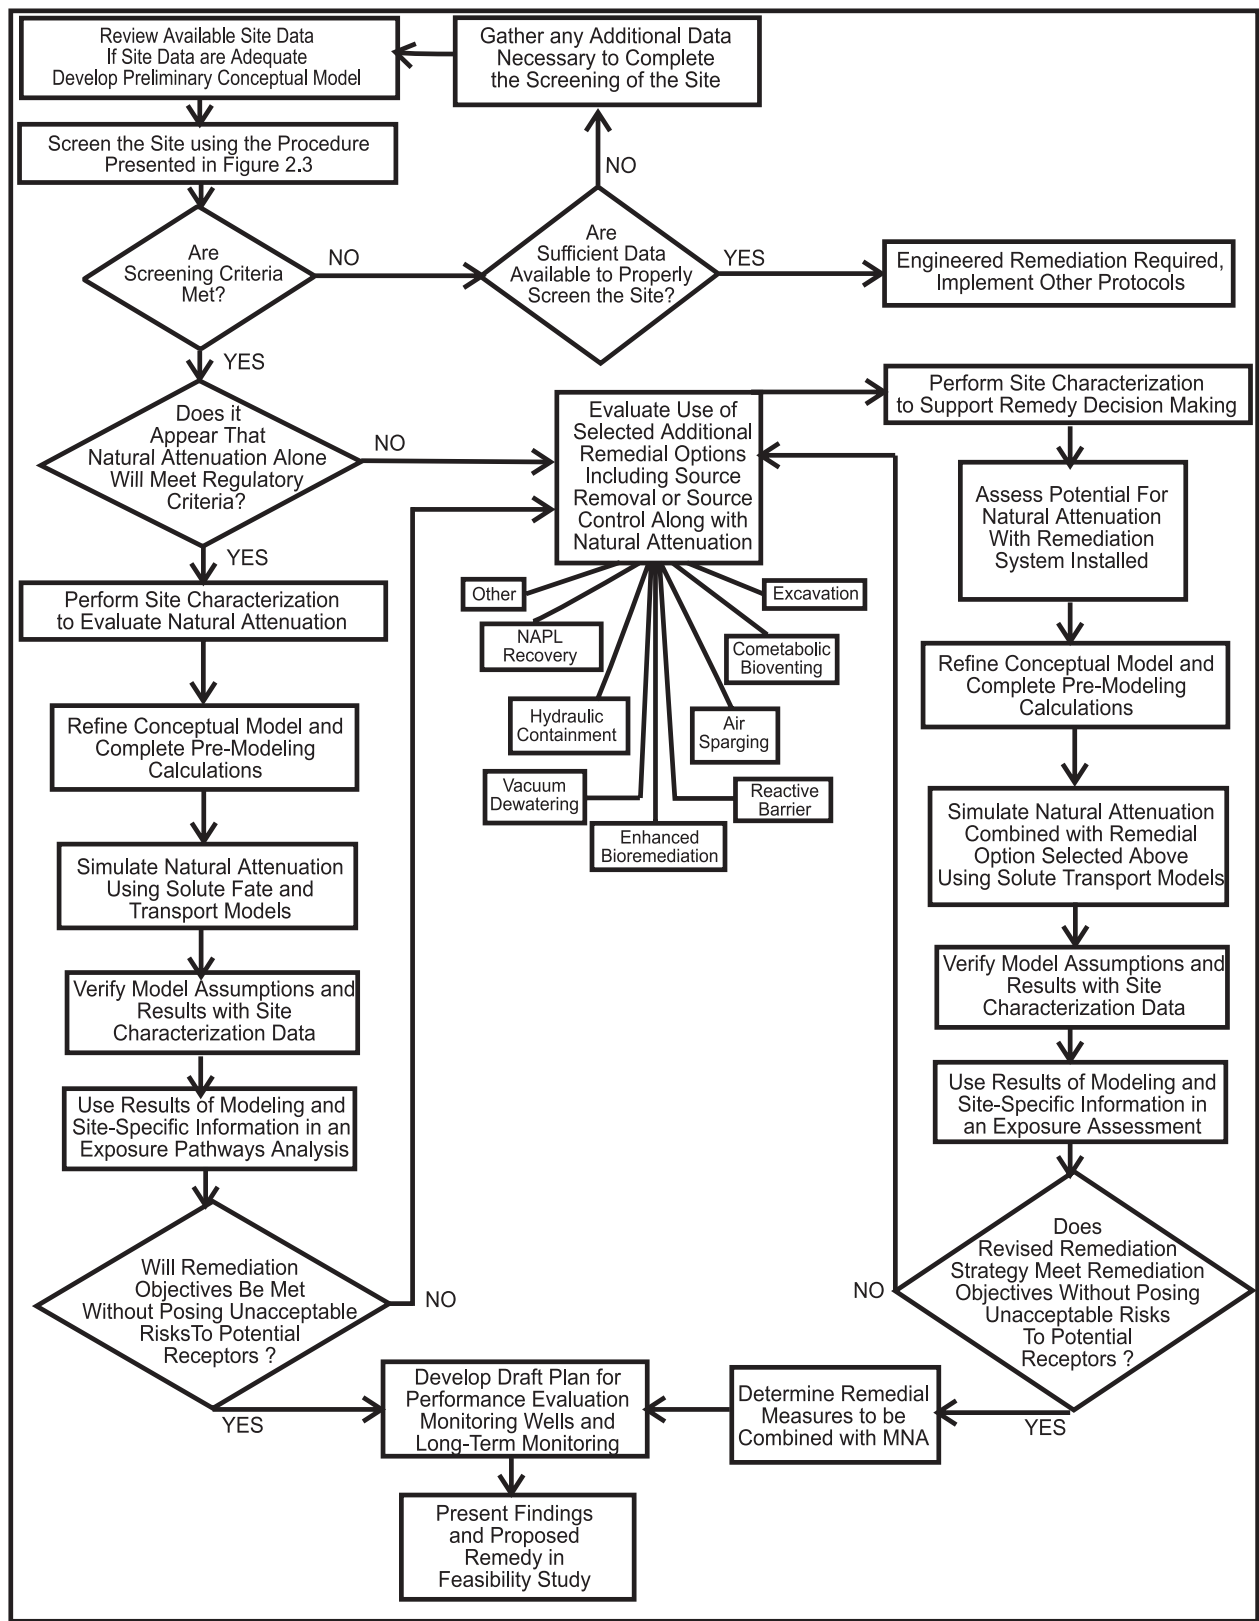 Review Available Site Data
If Site Data are Adequate
Develop Preliminary Conceptual Model
Gather any Additional Data
Necessary to Complete
the Screening of the Site
Screen the Site using the Procedure
Presented in Figure 2.3
NO
Are
Screening Criteria
Met?
NO
Are
Sufficient Data
Available to Properly
Screen the Site?
YES
Engineered Remediation Required,
Implement Other Protocols
YES
Does it
Appear That
Natural Attenuation Alone
Will Meet Regulatory
Criteria?
NO
Evaluate Use of
Selected Additional
Remedial Options
Including Source
Removal or Source
Control Along with
Natural Attenuation
Perform Site Characterization
to Support Remedy Decision Making
Assess Potential For
Natural Attenuation
With Remediation
System Installed
YES
Perform Site Characterization
to Evaluate Natural Attenuation
Other
Excavation
NAPL
Recovery
Cometabolic
Bioventing
Hydraulic
Containment
Air
Sparging
Vacuum
Dewatering
Reactive
Barrier
Enhanced
Bioremediation
Refine Conceptual Model and
Complete Pre-Modeling
Calculations
Refine Conceptual Model and
Complete Pre-Modeling
Calculations
Simulate Natural Attenuation
Using Solute Fate and
Transport Models
Simulate Natural Attenuation
Combined with Remedial
Option Selected Above
Using Solute Transport Models
Verify Model Assumptions and
Results with Site
Characterization Data
Verify Model Assumptions and
Results with Site
Characterization Data
Use Results of Modeling and
Site-Specific Information in an
Exposure Pathways Analysis
Use Results of Modeling and
Site-Specific Information in
an Exposure Assessment
Will Remediation
Objectives Be Met
Without Posing Unacceptable
RisksTo Potential
Receptors ?
NO
NO
Does
Revised Remediation
Strategy Meet Remediation
Objectives Without Posing
Unacceptable Risks
To Potential
Receptors ?
YES
Develop Draft Plan for
Performance Evaluation
Monitoring Wells and
Long-Term Monitoring
Determine Remedial
Measures to be
Combined with MNA
YES
Present Findings
and Proposed
Remedy in
Feasibility Study